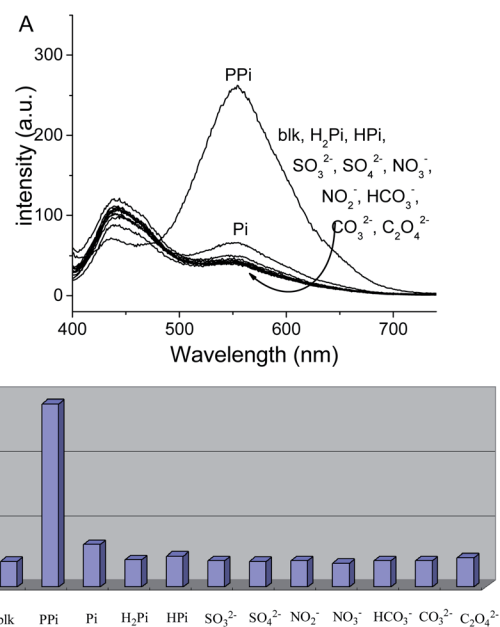 A
intensity (a.u.)
300
200
100
0
PPi
blk, H₂Pi, HPi,
SO₃²⁻, SO₄²⁻, NO₃⁻,
NO₂⁻, HCO₃⁻,
CO₃²⁻, C₂O₄²⁻
Pi
400 500 600 700
Wavelength (nm)
blk PPi Pi H₂Pi HPi SO₃²⁻ SO₄²⁻ NO₂⁻ NO₃⁻ HCO₃⁻ CO₃²⁻ C₂O₄²⁻